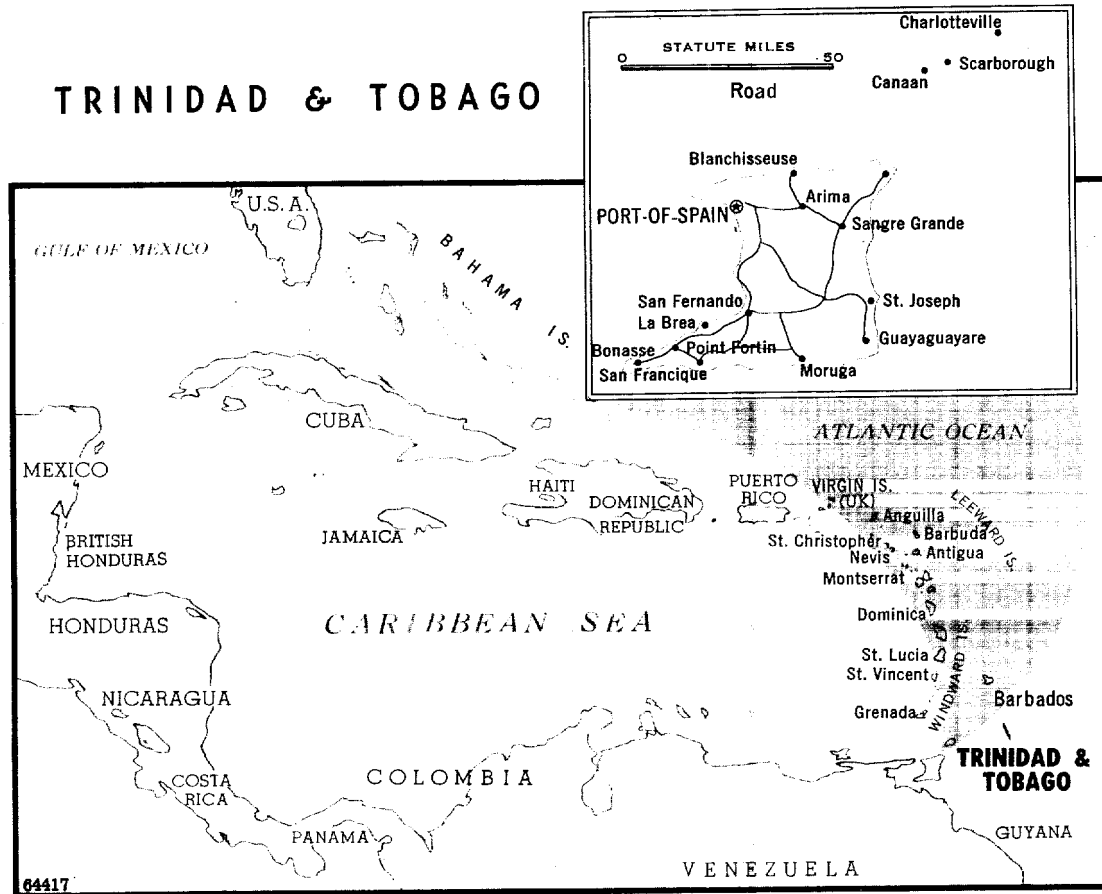 TRINIDAD & TOBAGO
STATUTE MILES
0 50
Road
Charlotteville
Scarborough
Canaan
Blanchisseuse
Arima
PORT-OF-SPAIN
Sangre Grande
San Fernando
La Brea
St. Joseph
Bonasse
Point Fortin
Guayaguayare
San Francique
Moruga
U.S.A.
GULF OF MEXICO
BAHAMA IS.
CUBA
ATLANTIC OCEAN
MEXICO
HAITI
DOMINICAN
REPUBLIC
PUERTO
RICO
VIRGIN IS.
(UK)
Anguilla
LEEWARD IS.
JAMAICA
BRITISH
HONDURAS
St. Christopher
Barbuda
Nevis
Antigua
Montserrat
HONDURAS
CARIBBEAN SEA
Dominica
St. Lucia
St. Vincent
WINDWARD IS.
NICARAGUA
Grenada
Barbados
COSTA
RICA
COLOMBIA
TRINIDAD &
TOBAGO
PANAMA
GUYANA
VENEZUELA
64417